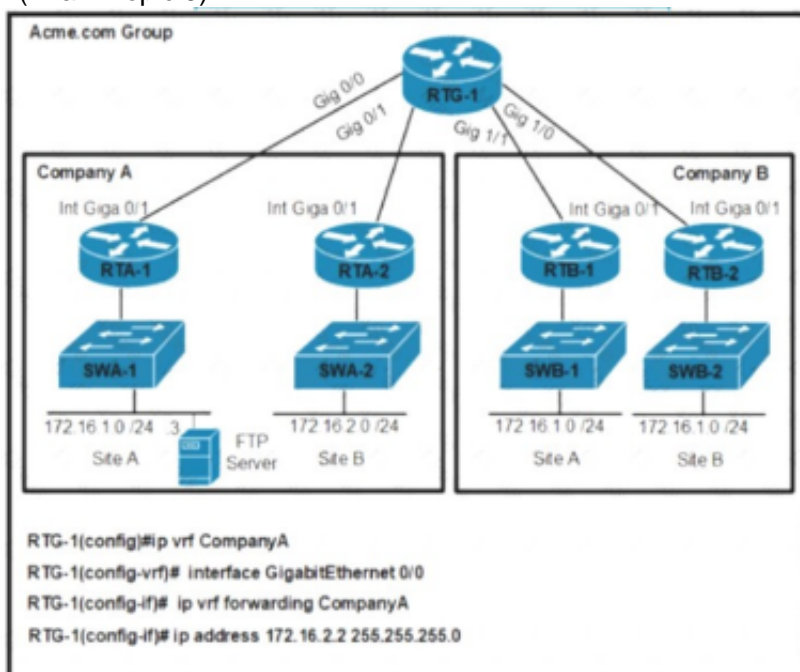 Acme.com Group
RTG-1
Gig 0/0
Gig 0/1
Gig 1/1
Gig 1/0
Company A
Company B
Int Giga 0/1
Int Giga 0/1
Int Giga 0/1
Int Giga 0/1
RTA-1
RTA-2
RTB-1
RTB-2
SWA-1
SWA-2
SWB-1
SWB-2
172.16.1.0 /24
.3
172.16.2.0 /24
172.16.1.0 /24
172.16.1.0 /24
FTP
Server
Site A
Site B
Site A
Site B
RTG-1(config)#ip vrf CompanyA
RTG-1(config-vrf)# interface GigabitEthernet 0/0
RTG-1(config-if)# ip vrf forwarding CompanyA
RTG-1(config-if)# ip address 172.16.2.2 255.255.255.0